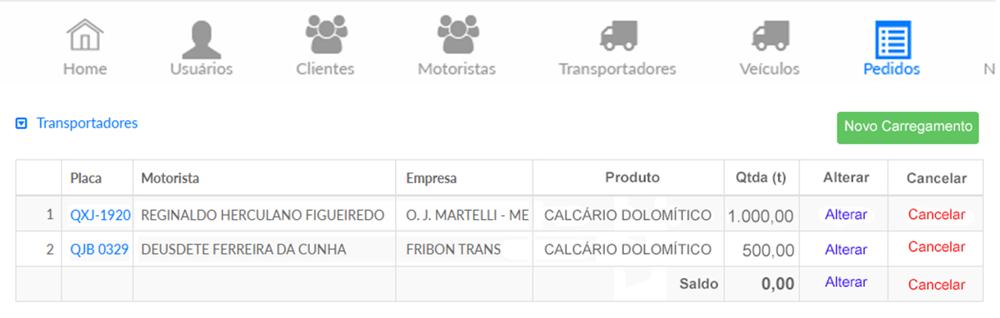 Home Usuários Clientes Motoristas Transportadores Veículos Pedidos N
Transportadores Novo Carregamento
Placa Motorista Empresa Produto Qtda (t) Alterar Cancelar
1 QXJ-1920 REGINALDO HERCULANO FIGUEIREDO O. J. MARTELLI - ME CALCÁRIO DOLOMÍTICO 1.000,00 Alterar Cancelar
2 QJB 0329 DEUSDETE FERREIRA DA CUNHA FRIBON TRANS CALCÁRIO DOLOMÍTICO 500,00 Alterar Cancelar
Saldo 0,00 Alterar Cancelar